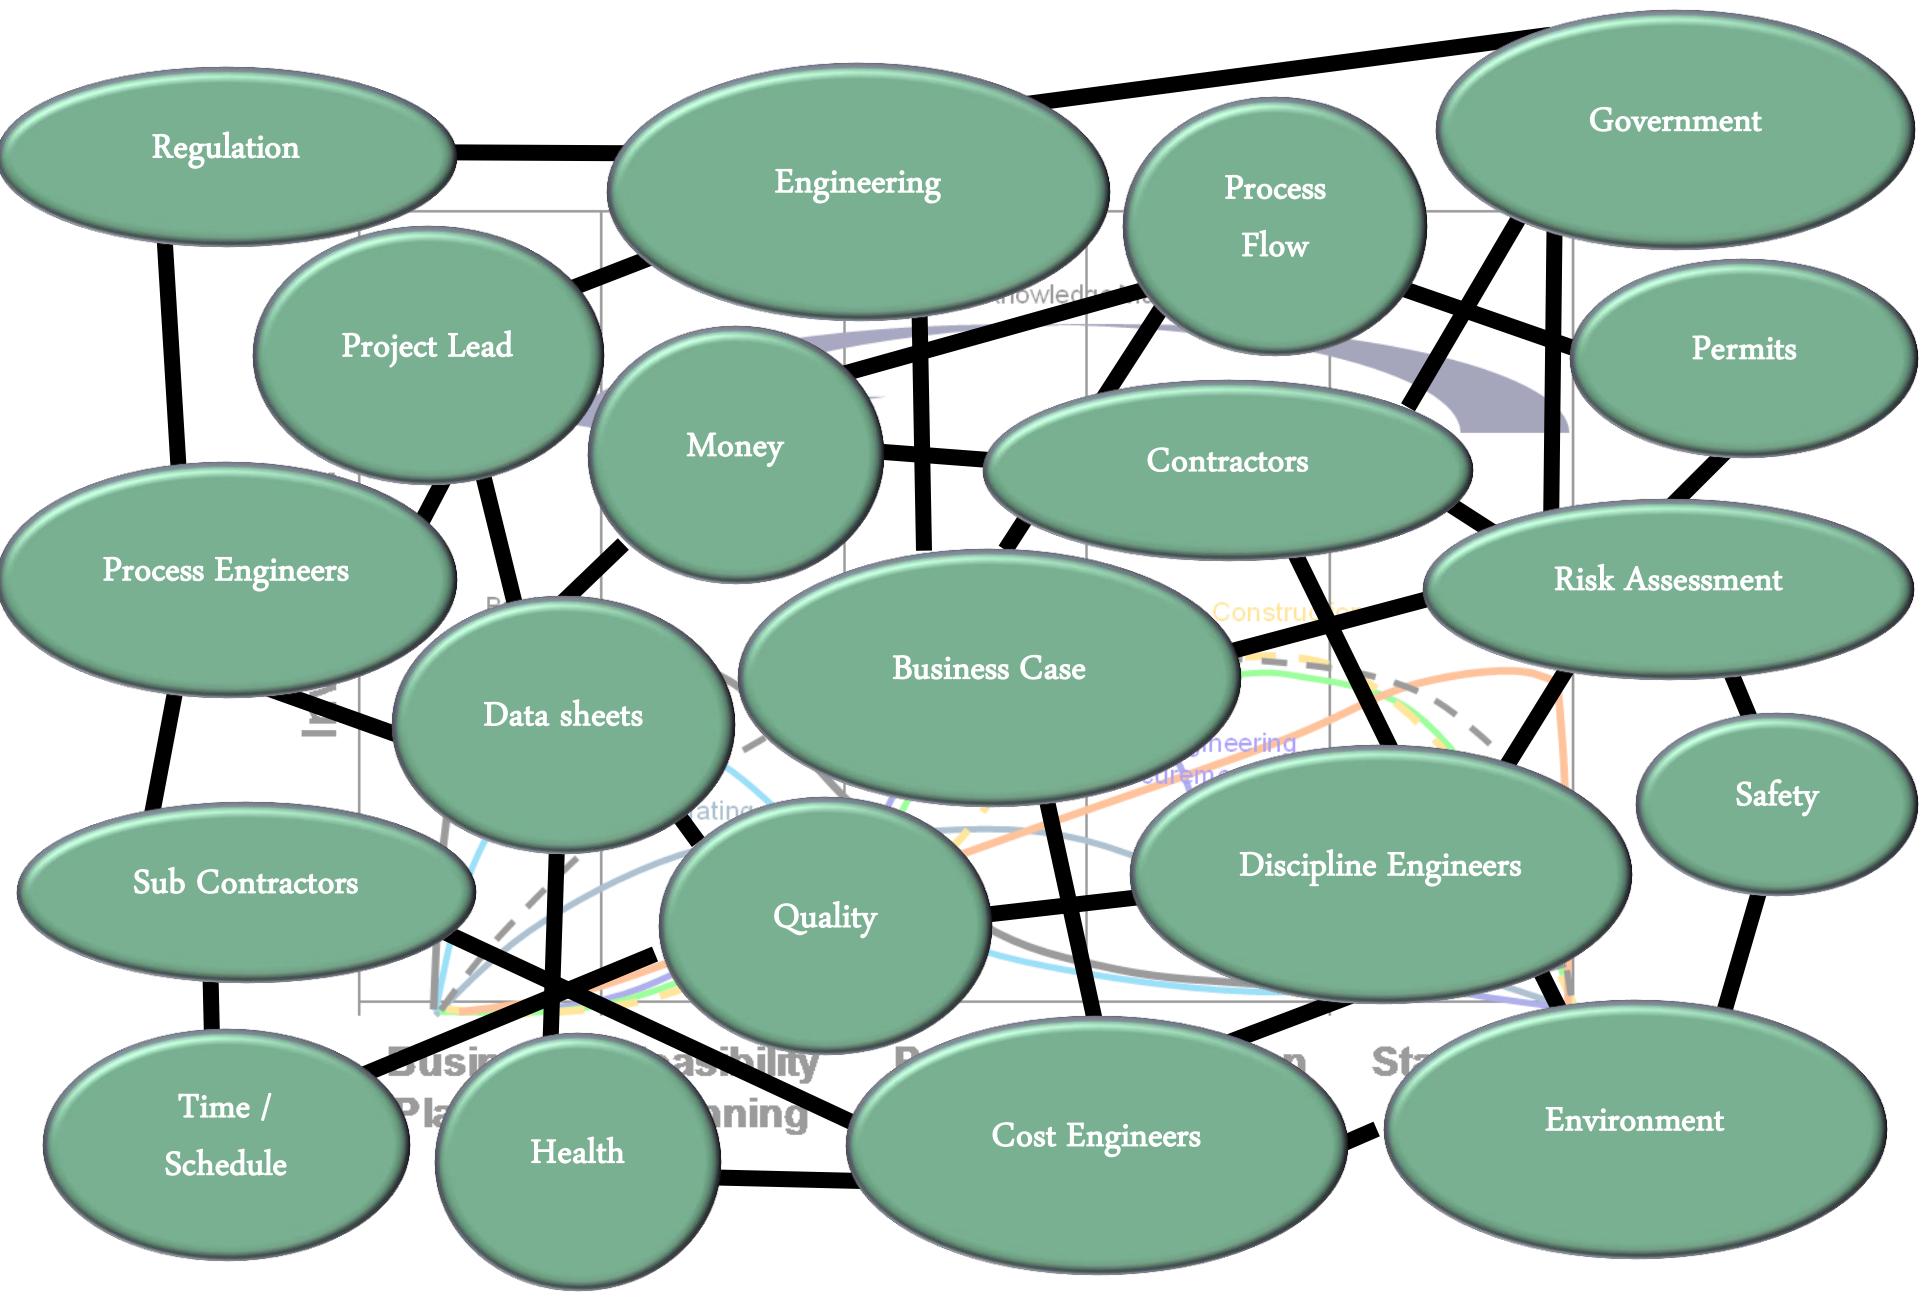 Government
Regulation
Engineering
Process
Flow
Project Lead
Permits
Money
Contractors
Process Engineers
Risk Assessment
Construction
Business Case
Data sheets
Safety
Discipline Engineers
Sub Contractors
Quality
Time /
Schedule
Health
Cost Engineers
Environment